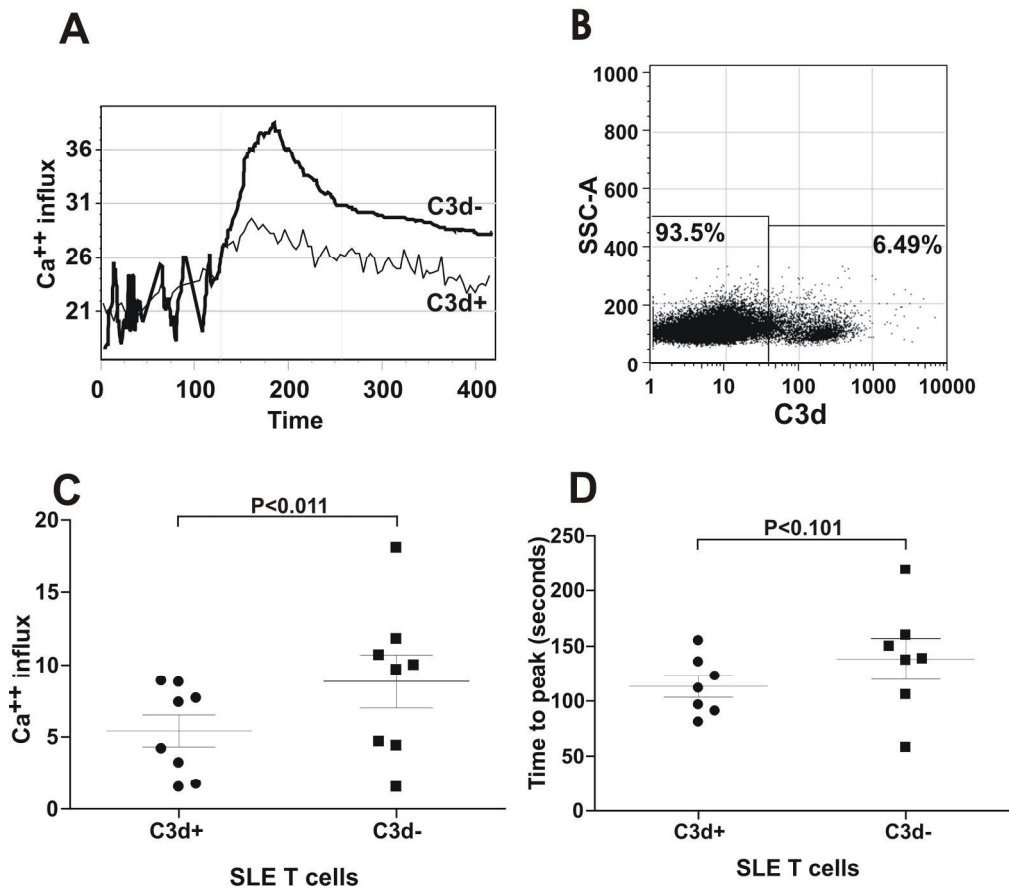 A
Ca++ influx
36
31
26
21
C3d-
C3d+
0 100 200 300 400
Time
B
SSC-A
1000
800
600
400
200
0
93.5%
6.49%
1 10 100 1000 10000
C3d
C
P<0.011
Ca++ influx
20
15
10
5
0
C3d+ C3d-
SLE T cells
D
P<0.101
Time to peak (seconds)
250
200
150
100
50
0
C3d+ C3d-
SLE T cells